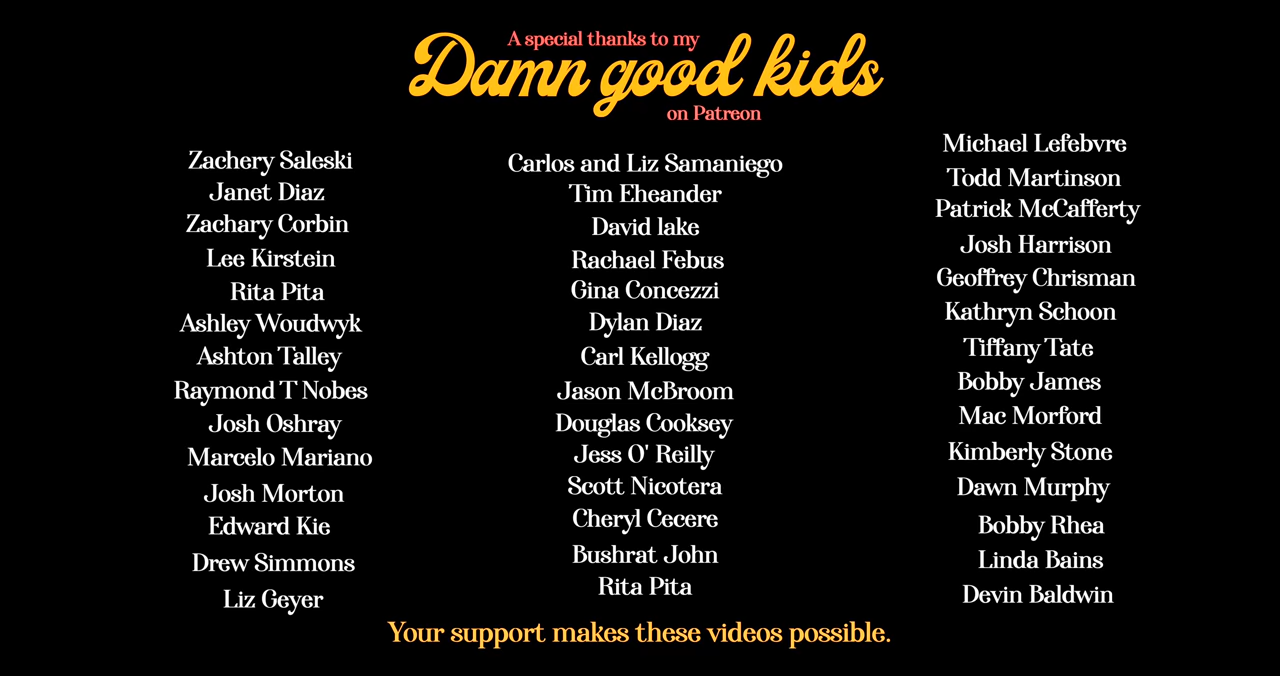 A special thanks to my
Damn good kids
on Patreon
Zachery Saleski
Janet Diaz
Zachary Corbin
Lee Kirstein
Rita Pita
Ashley Woudwyk
Ashton Talley
Raymond T Nobes
Josh Oshray
Marcelo Mariano
Josh Morton
Edward Kie
Drew Simmons
Liz Geyer
Carlos and Liz Samaniego
Tim Eheander
David lake
Rachael Febus
Gina Concezzi
Dylan Diaz
Carl Kellogg
Jason McBroom
Douglas Cooksey
Jess O' Reilly
Scott Nicotera
Cheryl Cecere
Bushrat John
Rita Pita
Michael Lefebvre
Todd Martinson
Patrick McCafferty
Josh Harrison
Geoffrey Chrisman
Kathryn Schoon
Tiffany Tate
Bobby James
Mac Morford
Kimberly Stone
Dawn Murphy
Bobby Rhea
Linda Bains
Devin Baldwin
Your support makes these videos possible.